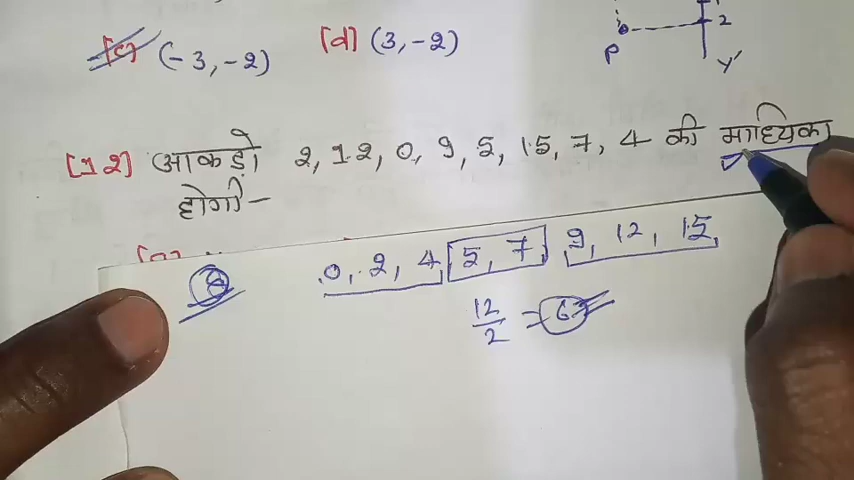 [c] (-3, -2) [d] (3, -2)
2
P
Y'
[12] आकड़ो 2, 12, 0, 9, 5, 15, 7, 4 की माध्यिका
होगी-
0, 2, 4, 5, 7, 9, 12, 15,
8
12/2 = 6